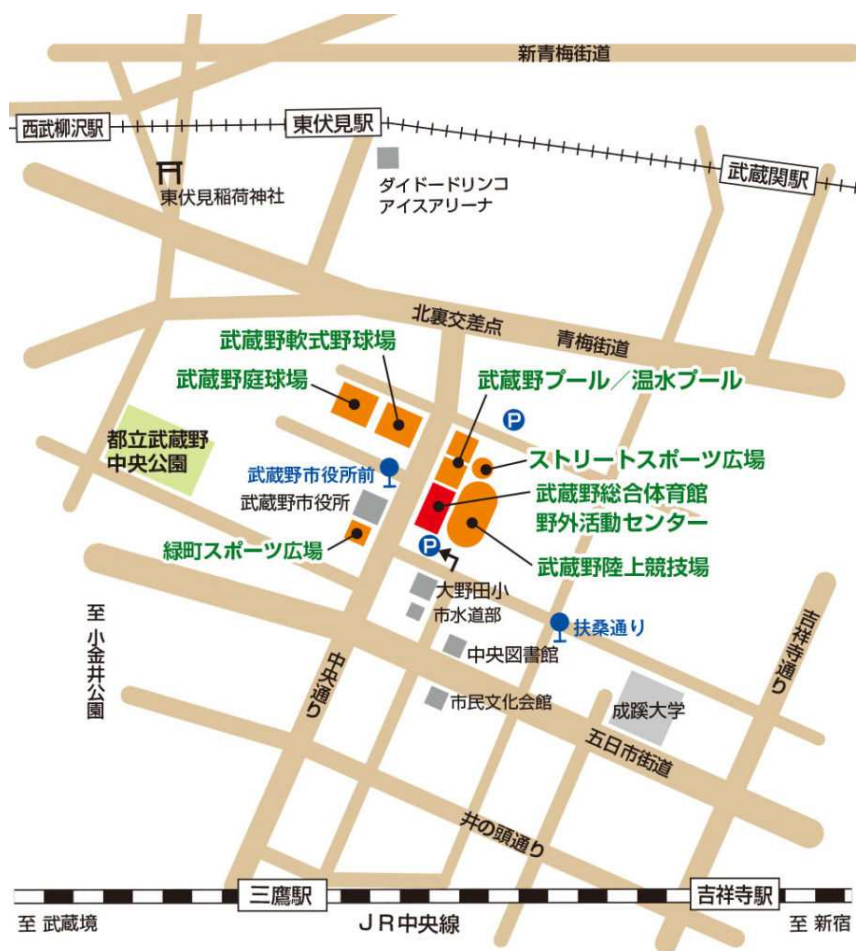 新青梅街道
西武柳沢駅
東伏見駅
武蔵関駅
東伏見稲荷神社
ダイドードリンコ
アイスアリーナ
北裏交差点
青梅街道
武蔵野軟式野球場
武蔵野庭球場
武蔵野プール／温水プール
P
都立武蔵野
中央公園
武蔵野市役所前
ストリートスポーツ広場
武蔵野市役所
武蔵野総合体育館
野外活動センター
緑町スポーツ広場
P
武蔵野陸上競技場
大野田小
市水道部
扶桑通り
吉祥寺通り
至 小金井公園
中央通り
中央図書館
市民文化会館
成蹊大学
五日市街道
井の頭通り
三鷹駅
吉祥寺駅
至 武蔵境
JR中央線
至 新宿